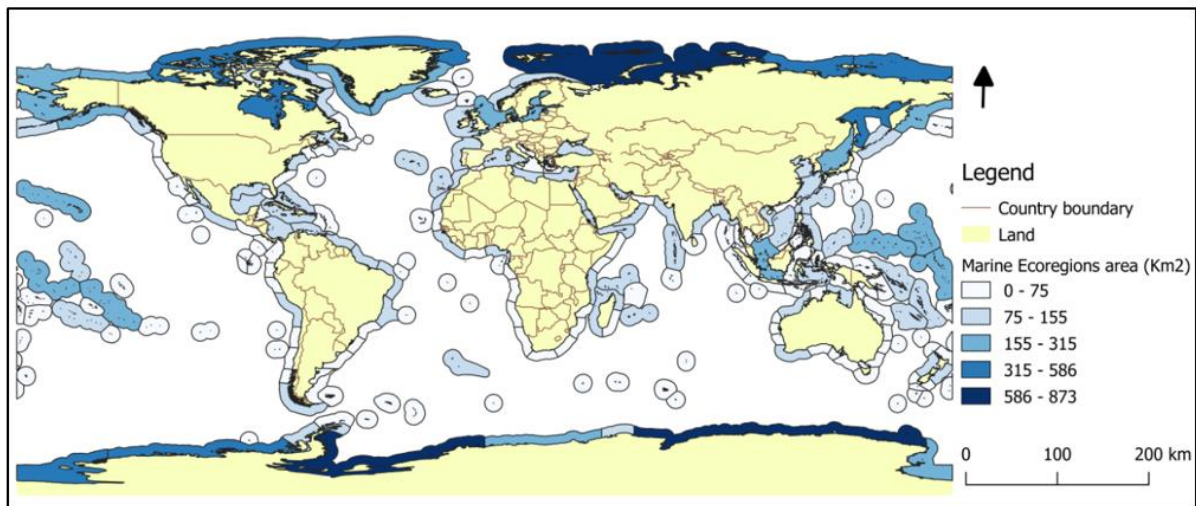 Legend
Country boundary
Land
Marine Ecoregions area (Km2)
0 - 75
75 - 155
155 - 315
315 - 586
586 - 873
0 100 200 km